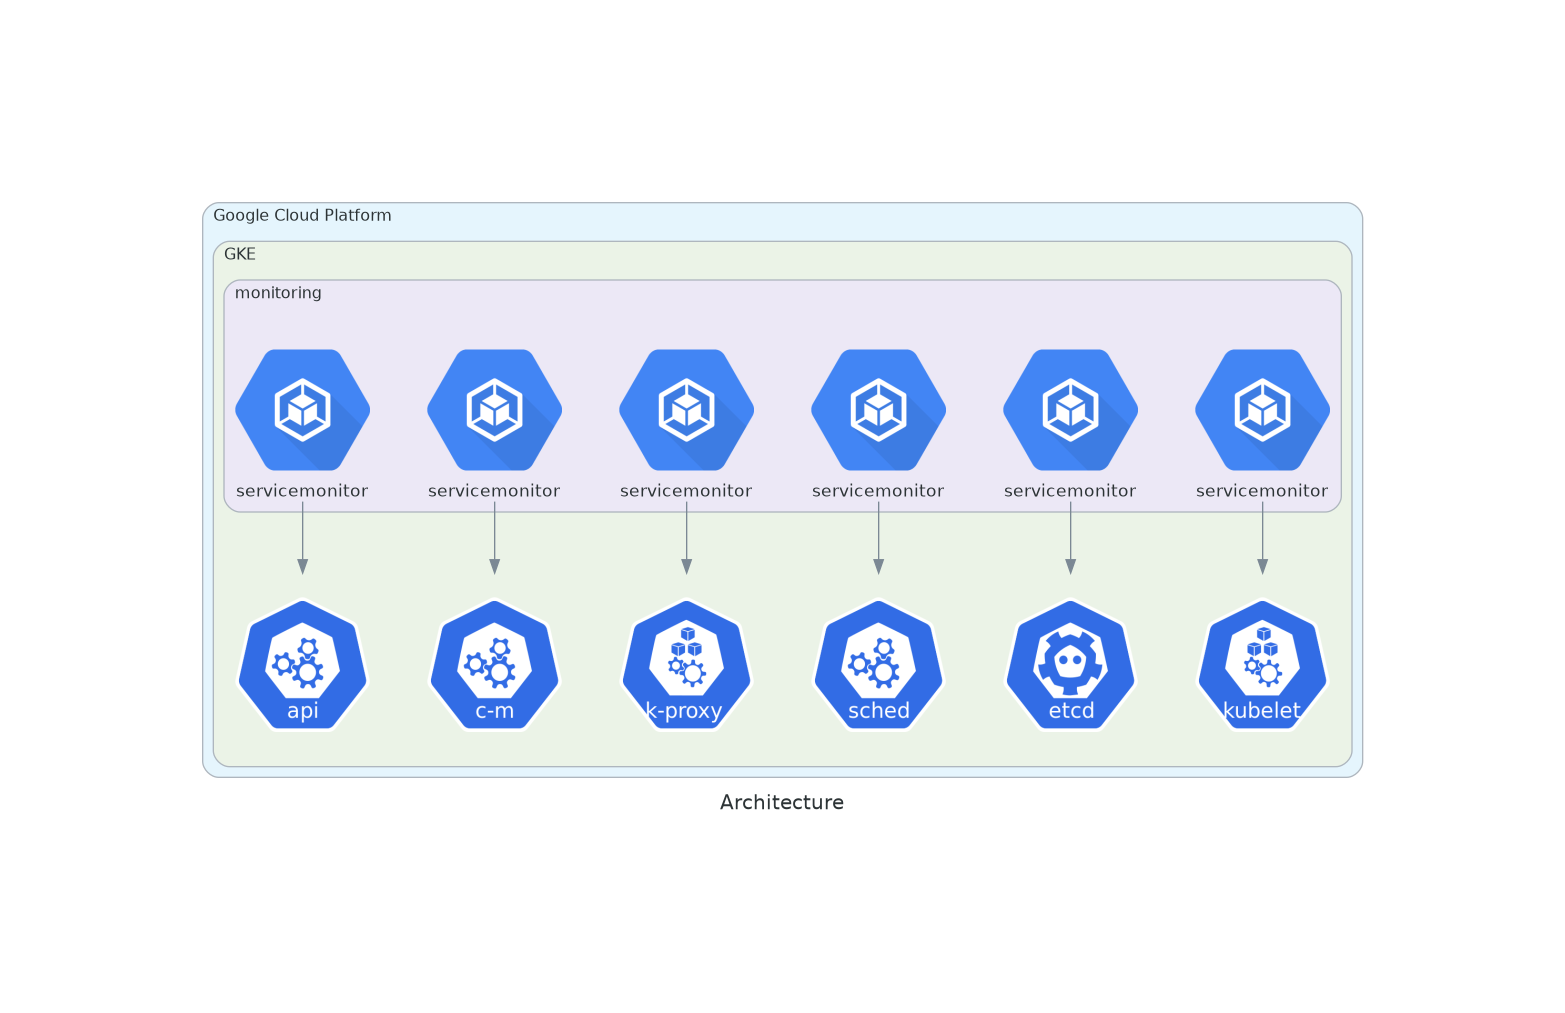 Google Cloud Platform
GKE
monitoring
servicemonitor servicemonitor servicemonitor servicemonitor servicemonitor servicemonitor
api c-m k-proxy sched etcd kubelet
Architecture